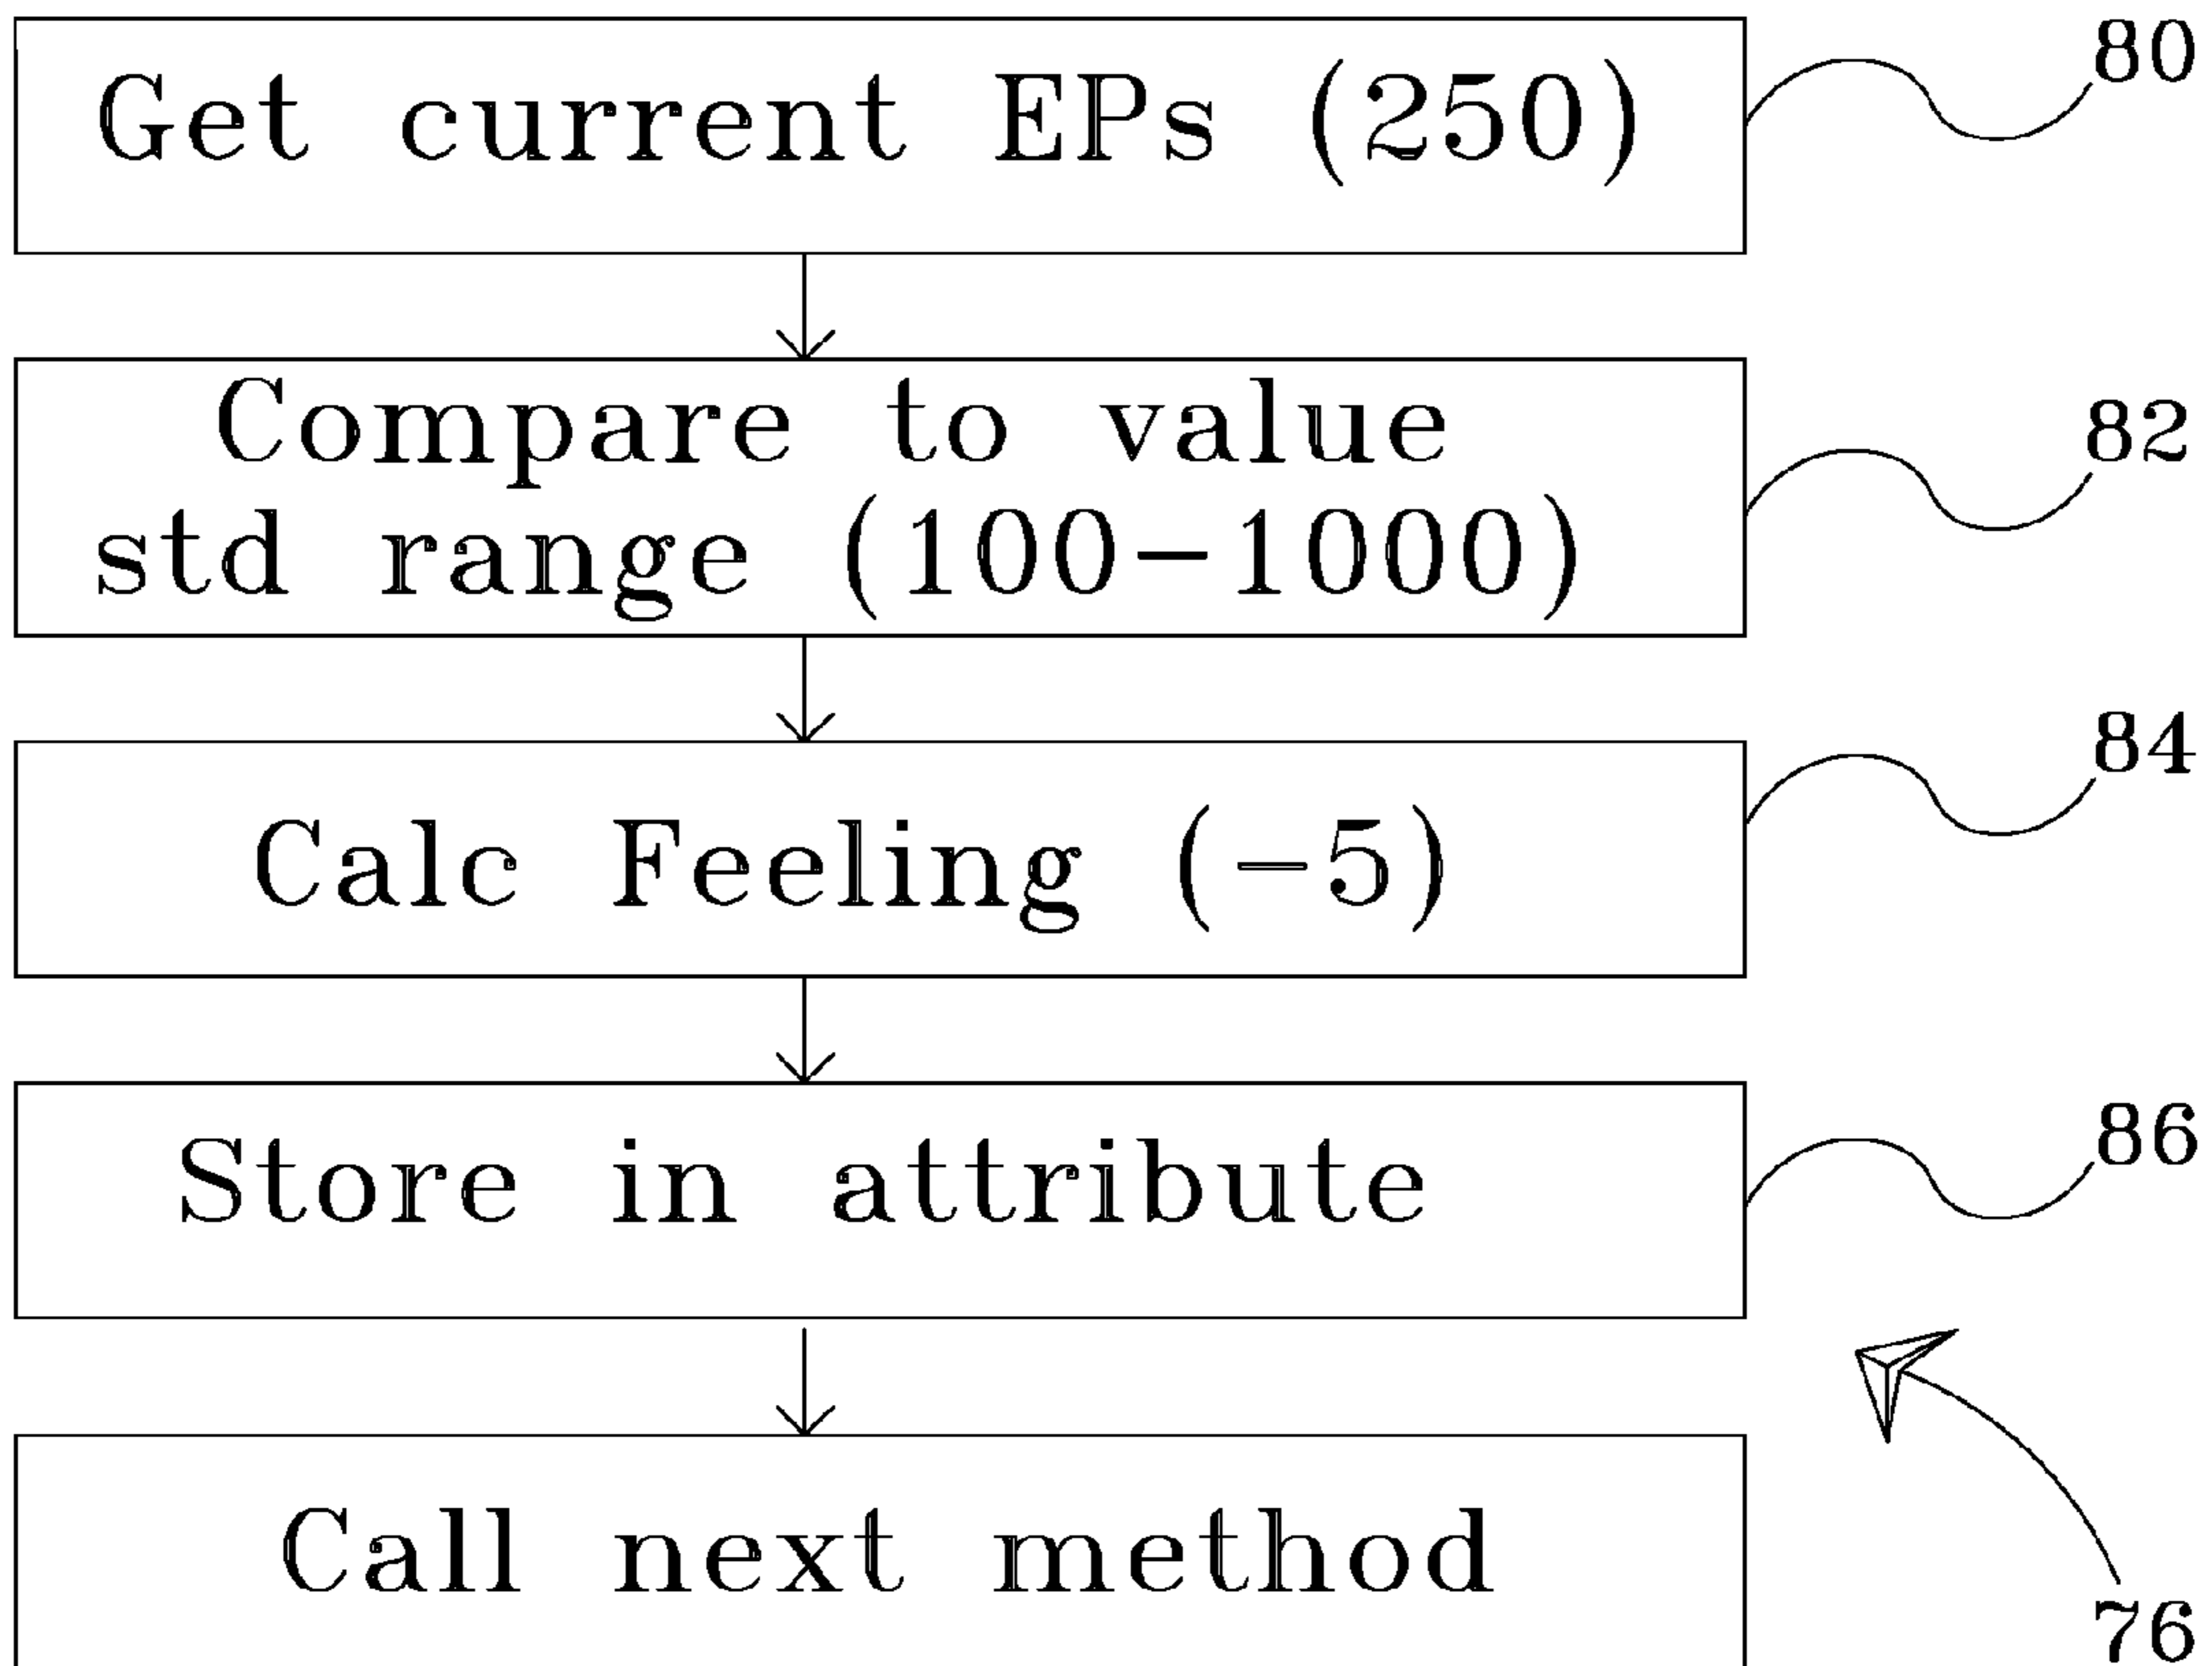 Get current EPs (250)
80
Compare to value
std range (100-1000)
82
Calc Feeling (-5)
84
Store in attribute
86
Call next method
76